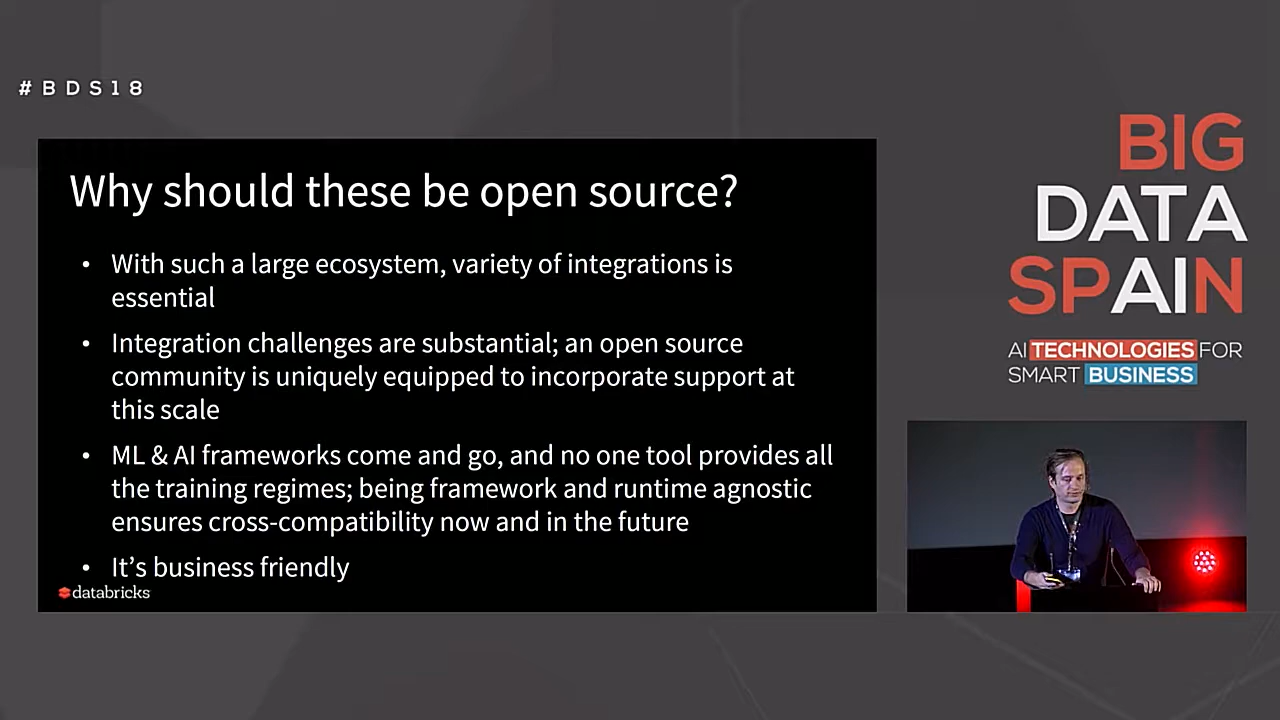 #BDS18
Why should these be open source?
• With such a large ecosystem, variety of integrations is
essential
• Integration challenges are substantial; an open source
community is uniquely equipped to incorporate support at
this scale
• ML & AI frameworks come and go, and no one tool provides all
the training regimes; being framework and runtime agnostic
ensures cross-compatibility now and in the future
• It’s business friendly
databricks
BIG
DATA
SPAIN
AI TECHNOLOGIES FOR
SMART BUSINESS